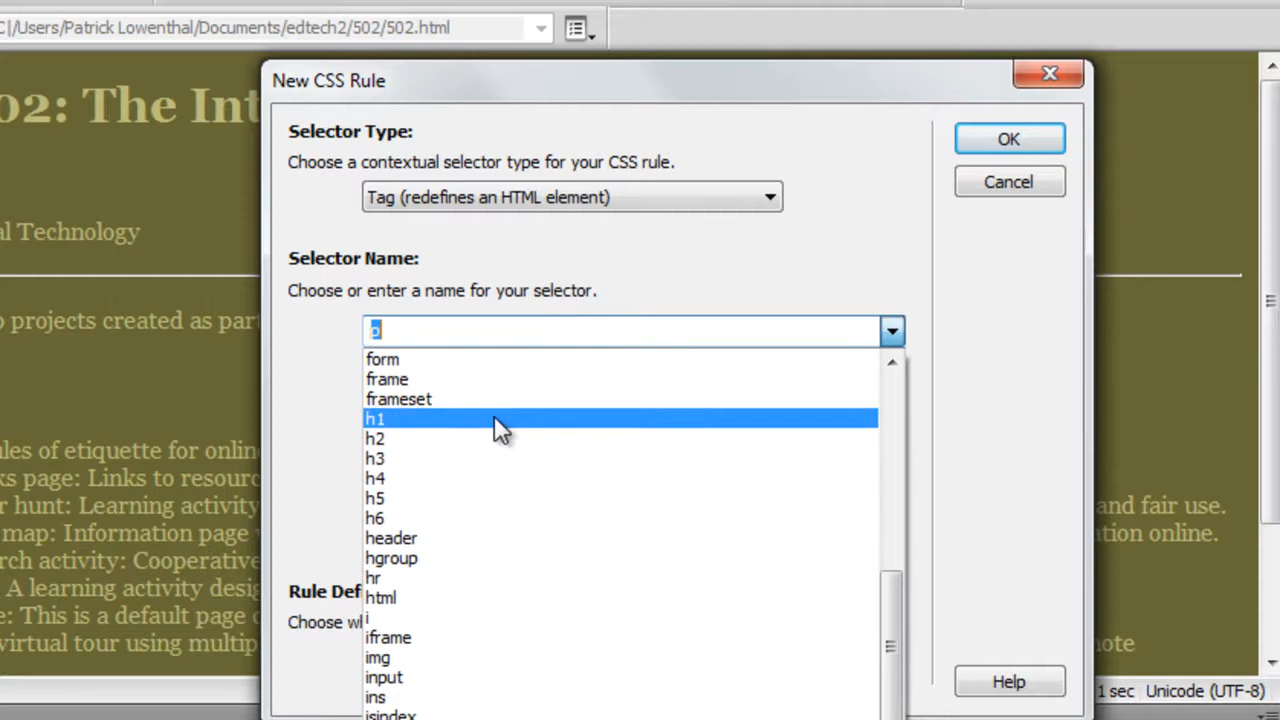 C|/Users/Patrick Lowenthal/Documents/edtech2/502/502.html
New CSS Rule
02: The Int
Selector Type:
OK
Choose a contextual selector type for your CSS rule.
Tag (redefines an HTML element)
Cancel
al Technology
Selector Name:
Choose or enter a name for your selector.
projects created as part
p
form
frame
frameset
h1
h2
ules of etiquette for onlin
h3
ks page: Links to resourc
h4
h5
r hunt: Learning activity
and fair use.
h6
map: Information page
ation online.
header
hgroup
rch activity: Cooperative
hr
A learning activity desig
Rule Def
html
e: This is a default page
i
Choose wh
iframe
virtual tour using multip
note
img
input
Help
ins
1 sec Unicode (UTF-8)
isindex